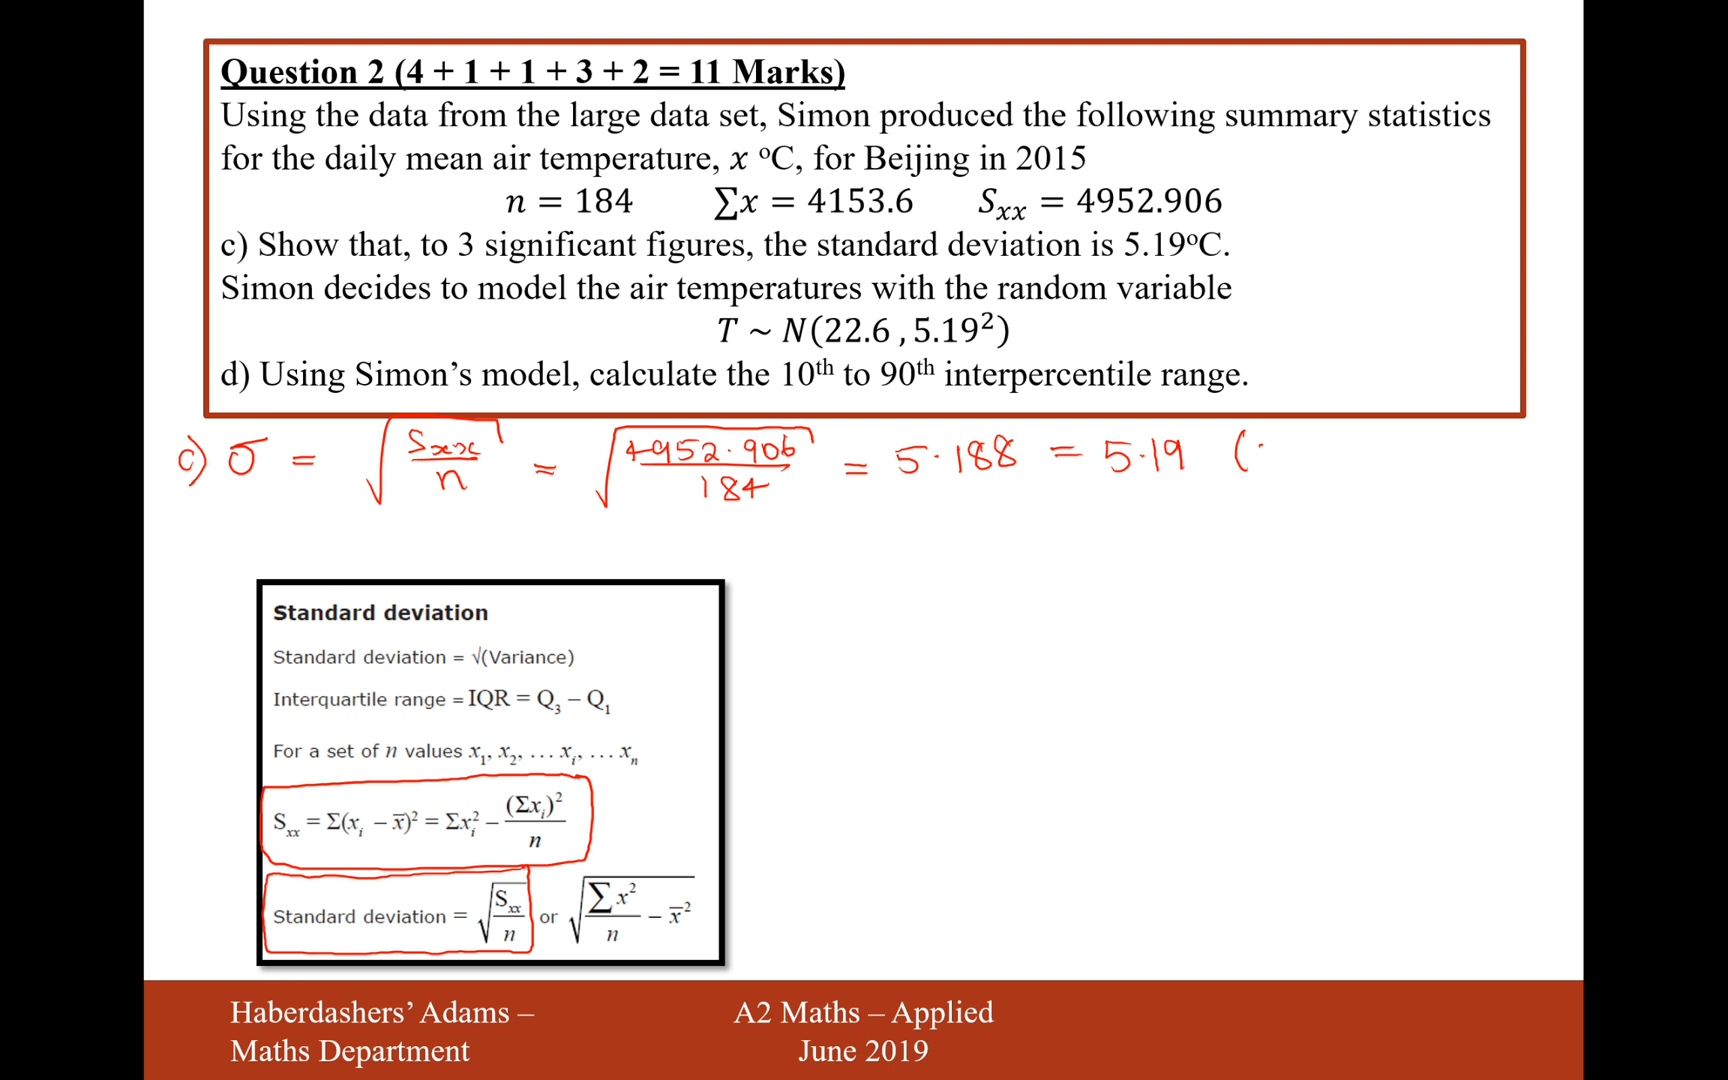 Question 2 (4 + 1 + 1 + 3 + 2 = 11 Marks)
Using the data from the large data set, Simon produced the following summary statistics
for the daily mean air temperature, x °C, for Beijing in 2015
n = 184 ∑x = 4153.6 Sxx = 4952.906
c) Show that, to 3 significant figures, the standard deviation is 5.19°C.
Simon decides to model the air temperatures with the random variable
T ~ N(22.6 , 5.19²)
d) Using Simon’s model, calculate the 10th to 90th interpercentile range.
c) σ = √(Sxx/n) = √(4952.906/184) = 5.188 = 5.19 (
Standard deviation
Standard deviation = √(Variance)
Interquartile range = IQR = Q₃ − Q₁
For a set of n values x₁, x₂, … xᵢ, … xₙ
Sxx = Σ(xᵢ − x̄)² = Σxᵢ² − (Σxᵢ)²/n
Standard deviation = √(Sxx/n) or √(∑x²/n − x̄²)
Haberdashers’ Adams –
Maths Department
A2 Maths – Applied
June 2019